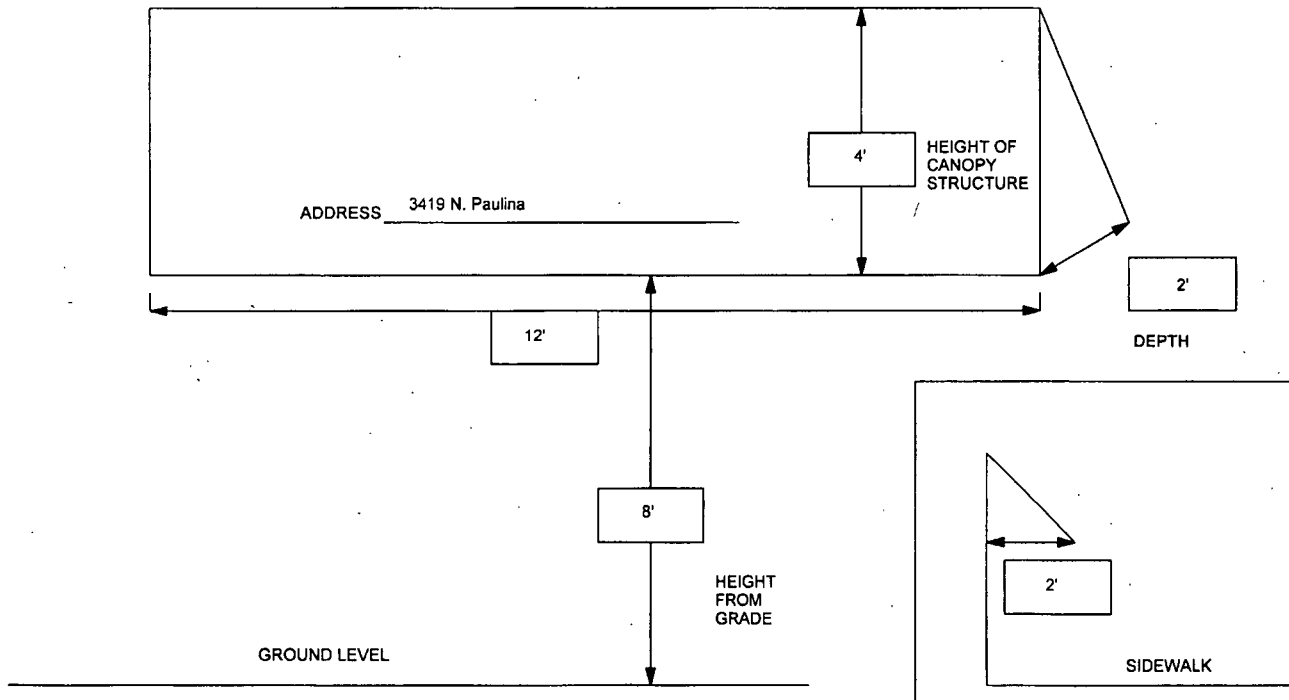 4'
HEIGHT OF
CANOPY
STRUCTURE
ADDRESS 3419 N. Paulina
2'
12'
DEPTH
8'
2'
HEIGHT
FROM
GRADE
GROUND LEVEL
SIDEWALK